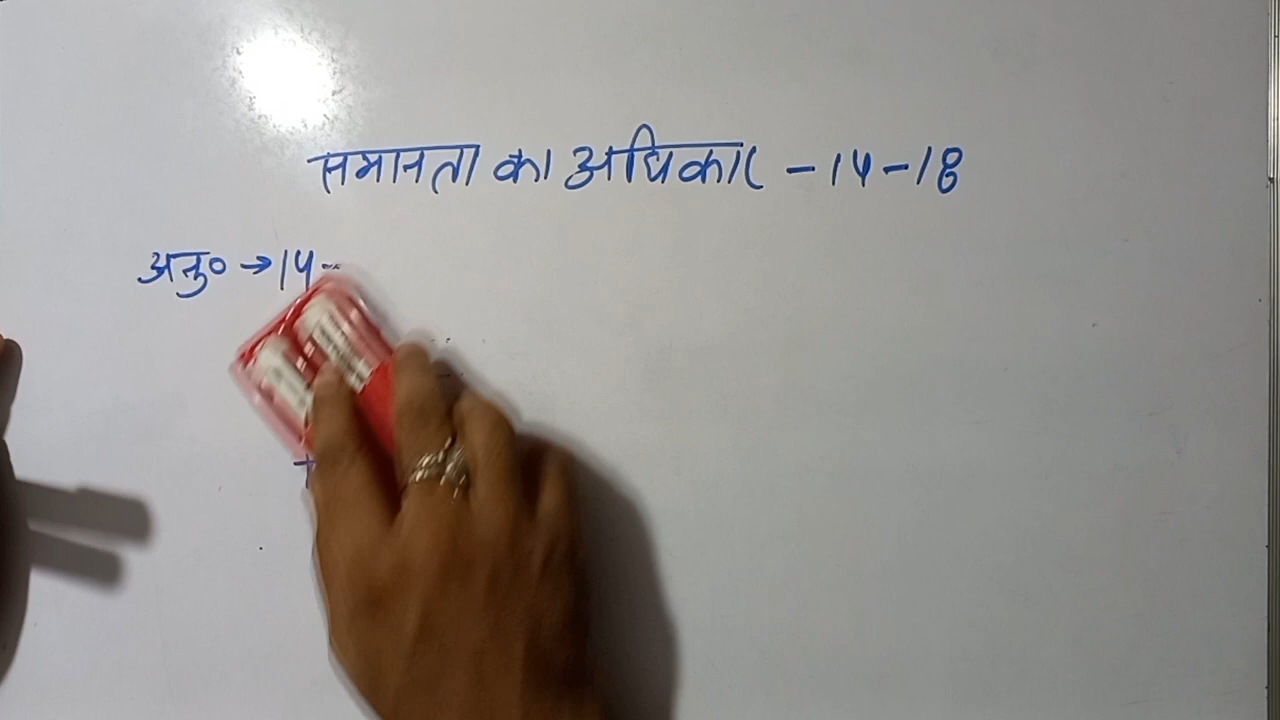 समानता का अधिकार - 14 - 18
अनु० → 14 -